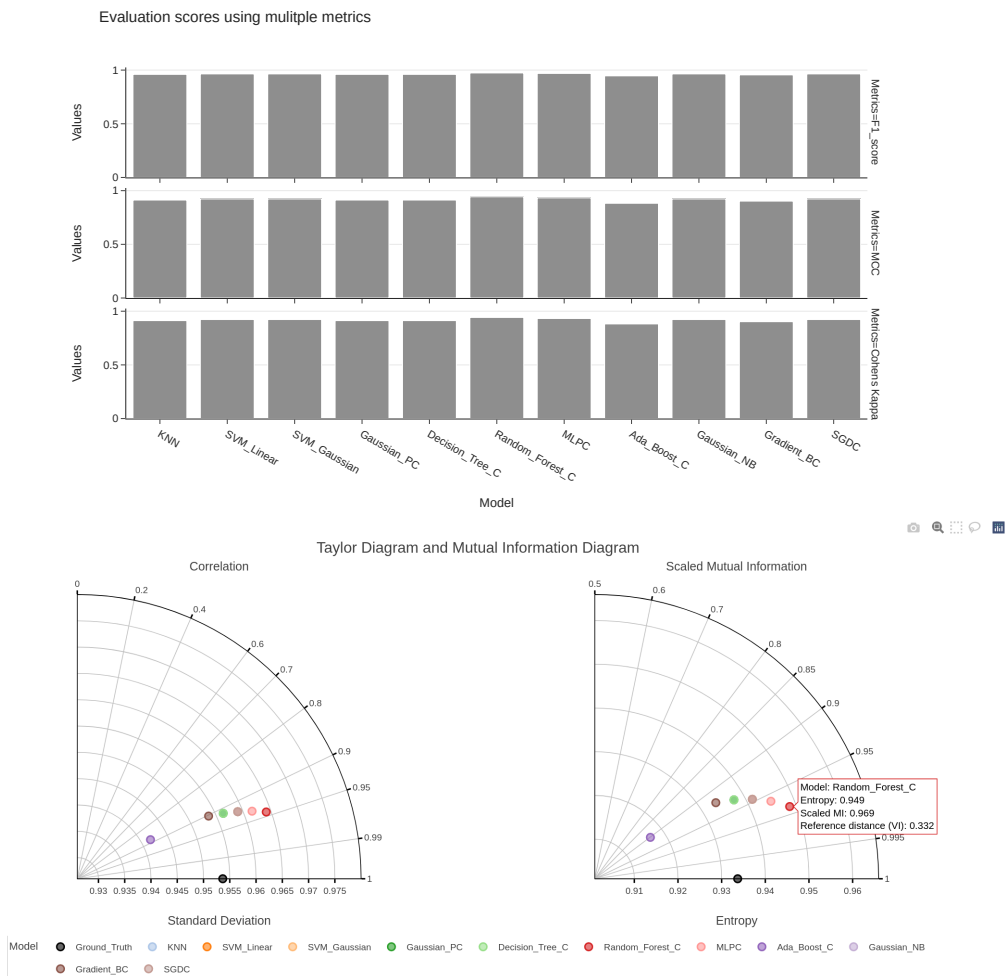 Evaluation scores using mulitple metrics
1
0.5
0
Values
Metrics=F1_score
1
0.5
0
Values
Metrics=MCC
1
0.5
0
Values
Metrics=Cohens Kappa
KNN
SVM_Linear
SVM_Gaussian
Gaussian_PC
Decision_Tree_C
Random_Forest_C
MLPC
Ada_Boost_C
Gaussian_NB
Gradient_BC
SGDC
Model
Taylor Diagram and Mutual Information Diagram
Correlation
0
0.2
0.4
0.6
0.7
0.8
0.9
0.95
0.99
1
0.93 0.935 0.94 0.945 0.95 0.955 0.96 0.965 0.97 0.975
Standard Deviation
Scaled Mutual Information
0.5
0.6
0.7
0.8
0.85
0.9
0.95
Model: Random_Forest_C
Entropy: 0.949
Scaled MI: 0.969
Reference distance (VI): 0.332
0.995
1
0.91 0.92 0.93 0.94 0.95 0.96
Entropy
Model Ground_Truth KNN SVM_Linear SVM_Gaussian Gaussian_PC Decision_Tree_C Random_Forest_C MLPC Ada_Boost_C Gaussian_NB
Gradient_BC SGDC